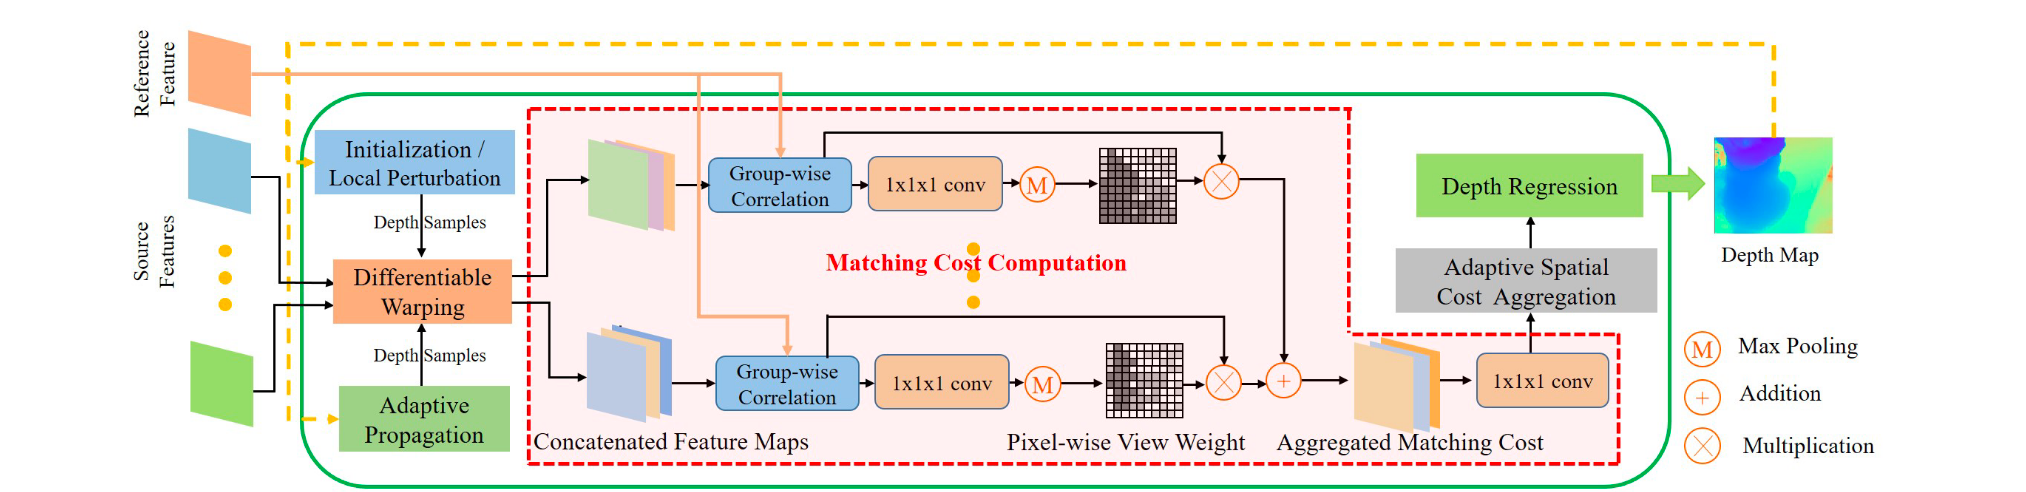 Reference
Feature
Source
Features
Initialization /
Local Perturbation
Depth Samples
Differentiable
Warping
Depth Samples
Adaptive
Propagation
Group-wise
Correlation
1x1x1 conv
M
Matching Cost Computation
Group-wise
Correlation
1x1x1 conv
M
+
Concatenated Feature Maps
Pixel-wise View Weight
Aggregated Matching Cost
1x1x1 conv
Adaptive Spatial
Cost Aggregation
Depth Regression
Depth Map
M Max Pooling
+ Addition
Multiplication